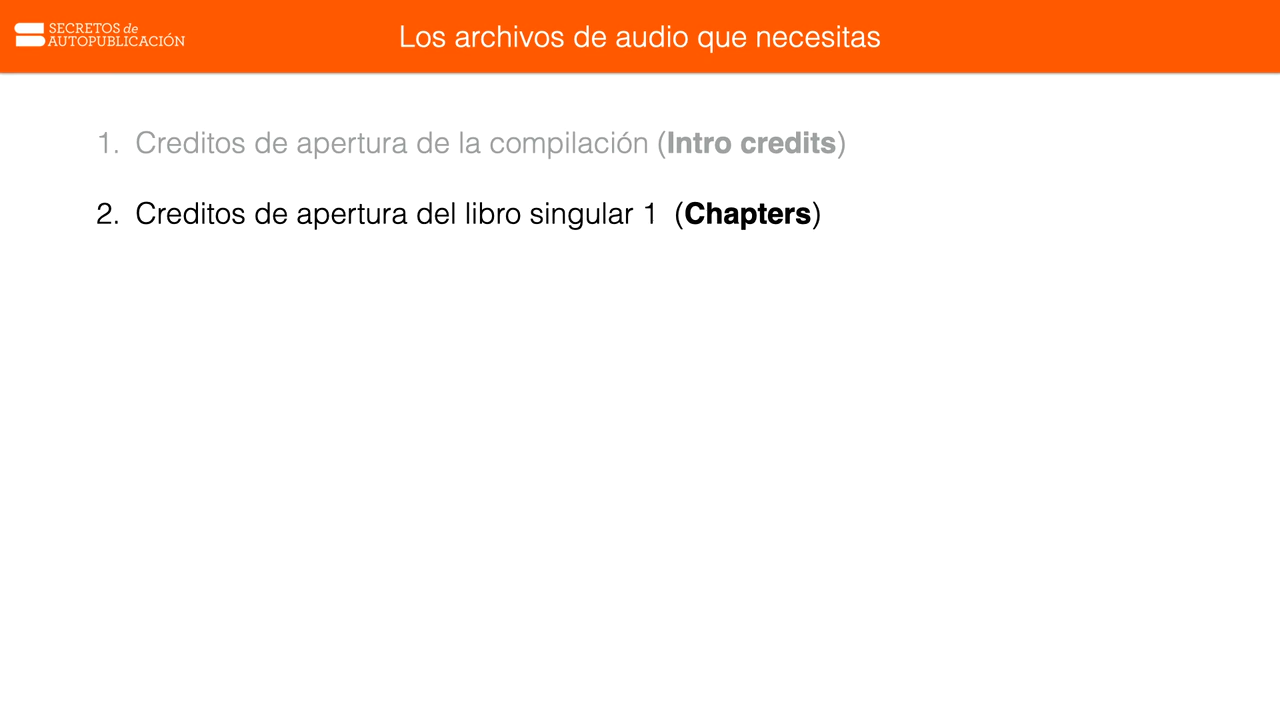 SECRETOS de
AUTOPUBLICACIÓN
Los archivos de audio que necesitas
1. Creditos de apertura de la compilación (Intro credits)
2. Creditos de apertura del libro singular 1 (Chapters)